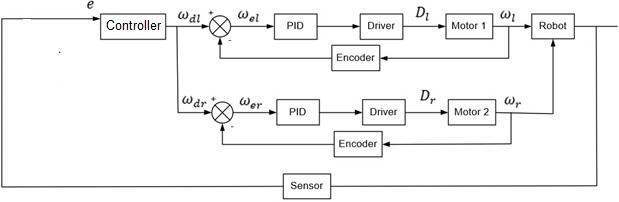 e
Controller
ω_dl
+
-
ω_el
PID
Driver
D_l
Motor 1
ω_l
Robot
Encoder
ω_dr
+
-
ω_er
PID
Driver
D_r
Motor 2
ω_r
Encoder
Sensor